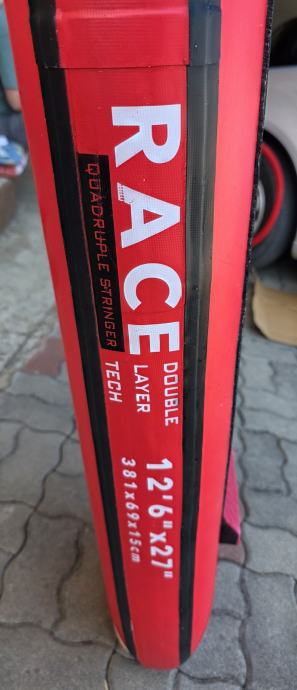 RACE
QUADRUPLE STRINGER
DOUBLE
LAYER
TECH
12'6"x27"
381x69x15cm